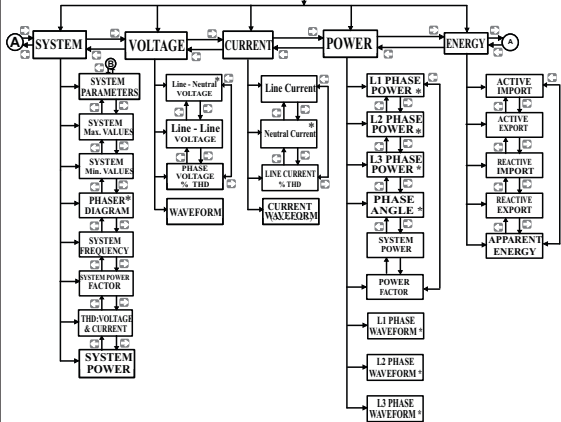 A
SYSTEM
VOLTAGE
CURRENT
POWER
ENERGY
A
B
SYSTEM
PARAMETERS
SYSTEM
Max. VALUES
SYSTEM
Min. VALUES
PHASER*
DIAGRAM
SYSTEM
FREQUENCY
SYSTEM POWER
FACTOR
THD:VOLTAGE
& CURRENT
SYSTEM
POWER
Line - Neutral*
VOLTAGE
Line - Line
VOLTAGE
PHASE
VOLTAGE
% THD
WAVEFORM
Line Current
*
Neutral Current
LINE CURRENT
% THD
CURRENT
WAVEFORM
L1 PHASE
POWER *
L2 PHASE
POWER *
L3 PHASE
POWER *
PHASE
ANGLE *
SYSTEM
POWER
POWER
FACTOR
L1 PHASE
WAVEFORM *
L2 PHASE
WAVEFORM *
L3 PHASE
WAVEFORM *
ACTIVE
IMPORT
ACTIVE
EXPORT
REACTIVE
IMPORT
REACTIVE
EXPORT
APPARENT
ENERGY